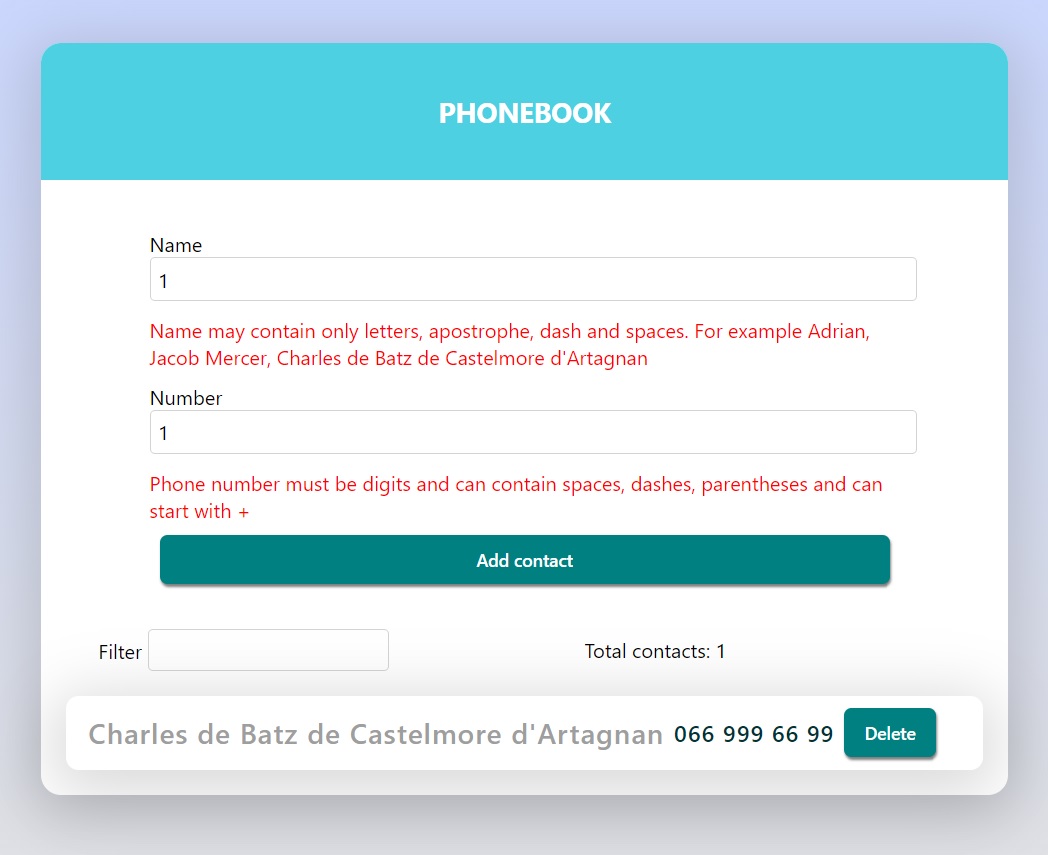 PHONEBOOK
Name
1
Name may contain only letters, apostrophe, dash and spaces. For example Adrian,
Jacob Mercer, Charles de Batz de Castelmore d'Artagnan
Number
1
Phone number must be digits and can contain spaces, dashes, parentheses and can
start with +
Add contact
Filter Total contacts: 1
Charles de Batz de Castelmore d'Artagnan 066 999 66 99 Delete